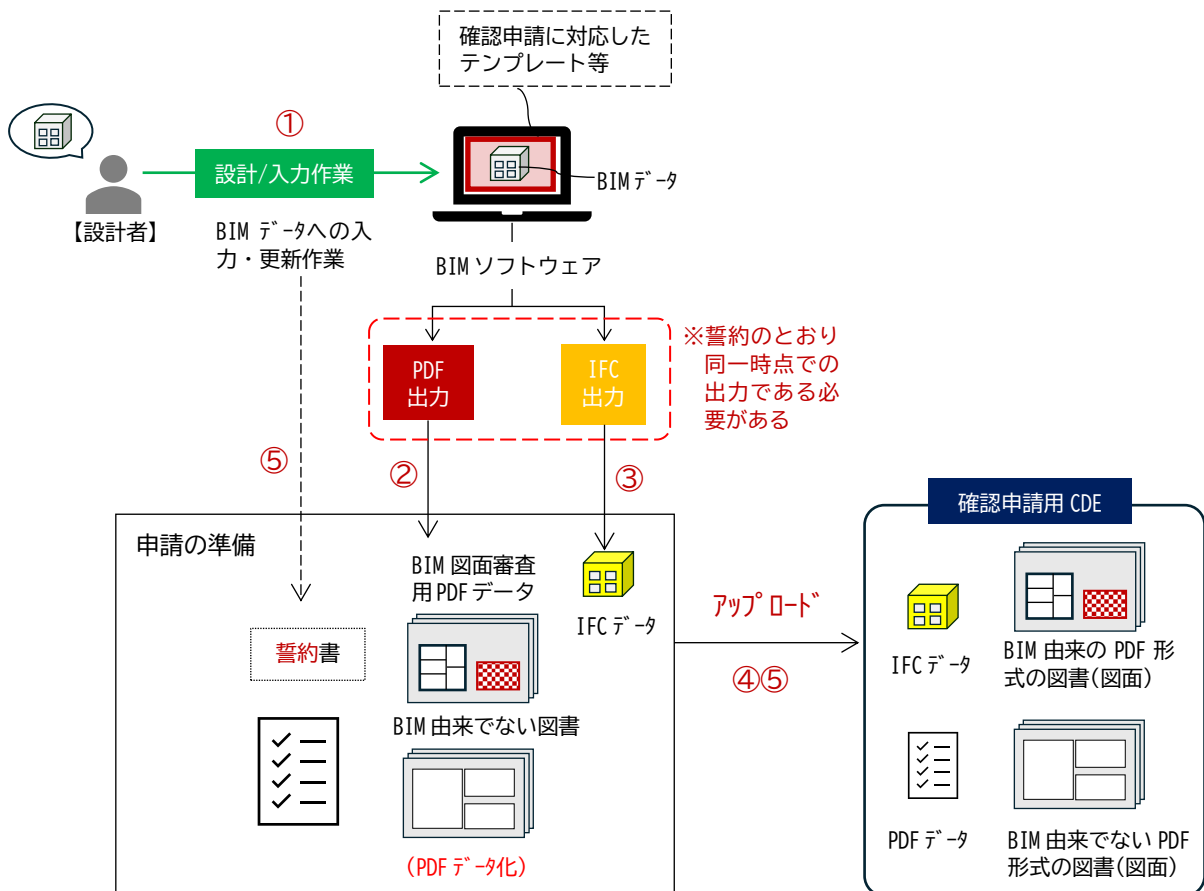 確認申請に対応した
テンプレート等
①
設計/入力作業
BIMデータ
【設計者】
BIM データへの入
力・更新作業
BIM ソフトウェア
PDF
出力
IFC
出力
※誓約のとおり
同一時点での
出力である必
要がある
⑤
②
③
確認申請用 CDE
申請の準備
BIM 図面審査
用 PDF データ
IFC データ
誓約書
BIM 由来でない図書
(PDF データ化)
アップロード
④⑤
IFC データ
BIM 由来の PDF 形
式の図書(図面)
PDF データ
BIM 由来でない PDF
形式の図書(図面)